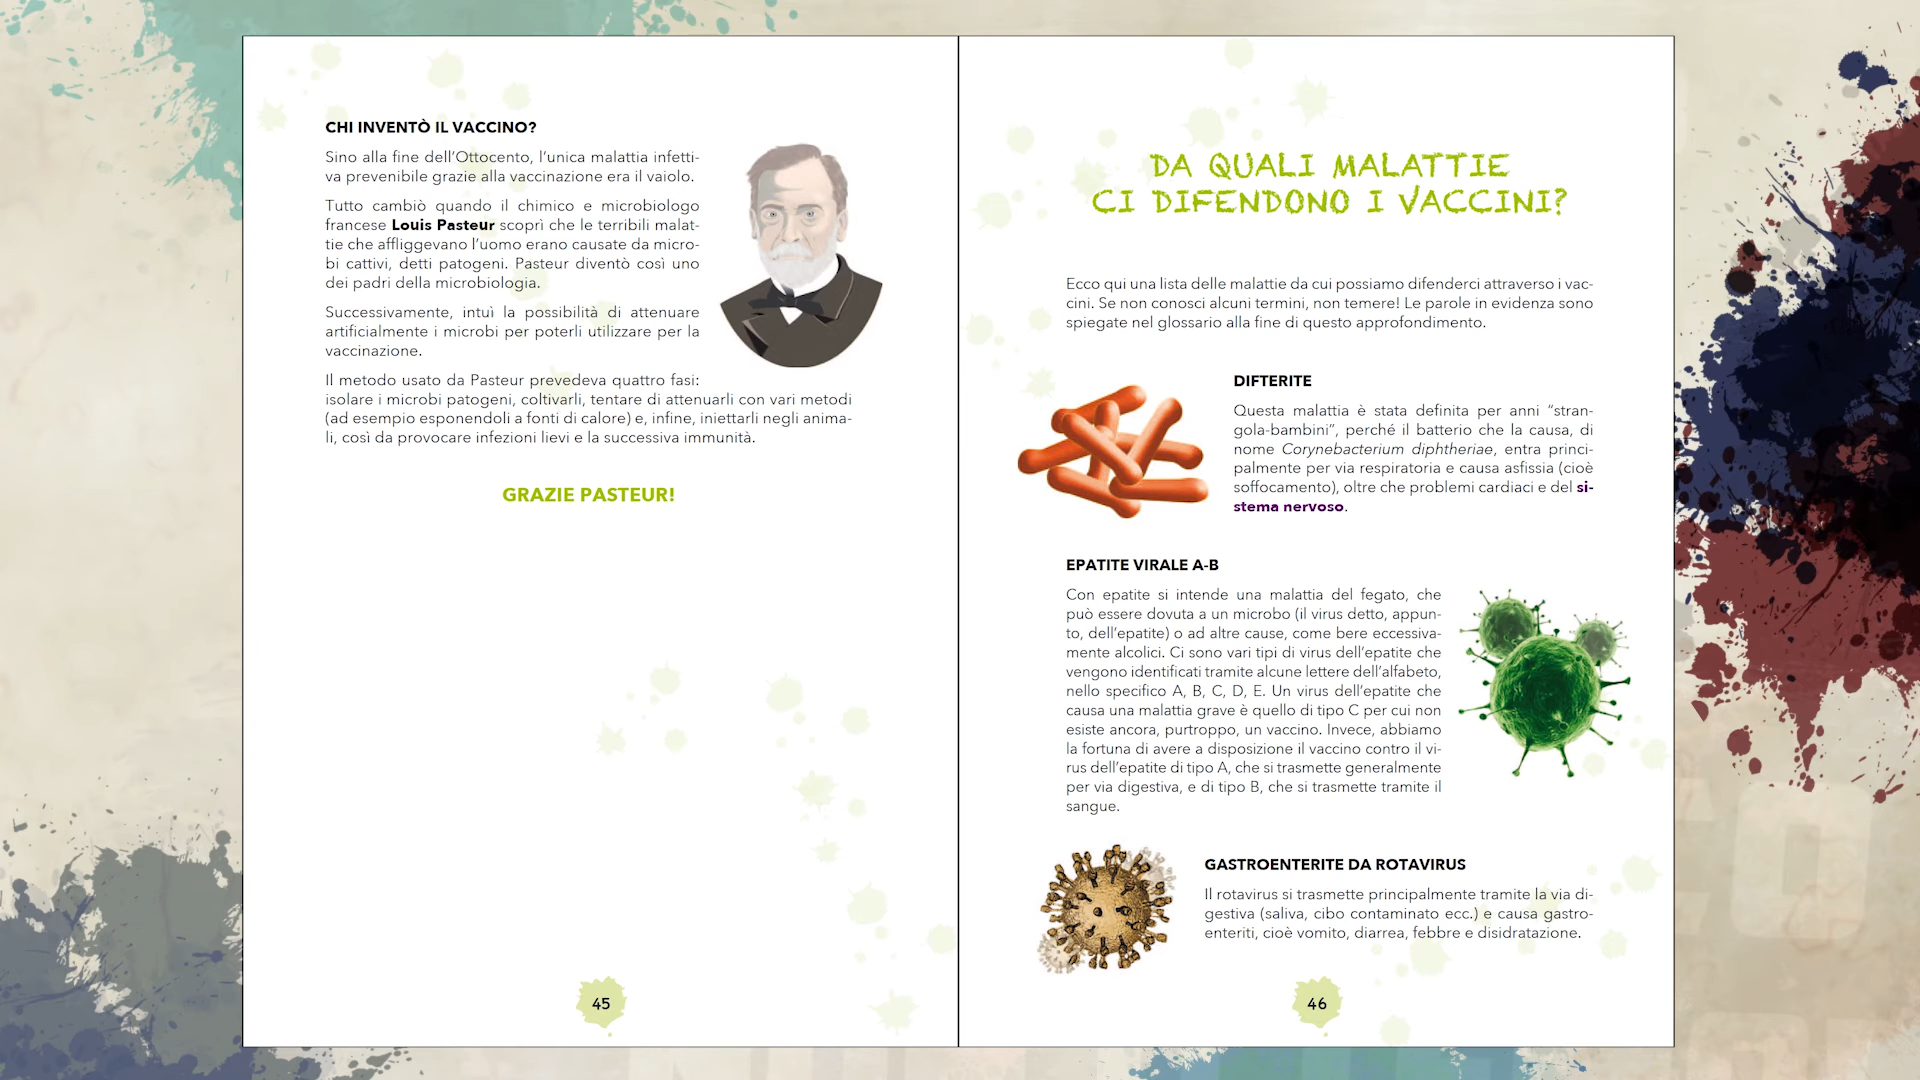 CHI INVENTÒ IL VACCINO?
Sino alla fine dell’Ottocento, l’unica malattia infetti-
va prevenibile grazie alla vaccinazione era il vaiolo.
Tutto cambiò quando il chimico e microbiologo
francese Louis Pasteur scoprì che le terribili malat-
tie che affliggevano l’uomo erano causate da micro-
bi cattivi, detti patogeni. Pasteur diventò così uno
dei padri della microbiologia.
Successivamente, intuì la possibilità di attenuare
artificialmente i microbi per poterli utilizzare per la
vaccinazione.
Il metodo usato da Pasteur prevedeva quattro fasi:
isolare i microbi patogeni, coltivarli, tentare di attenuarli con vari metodi
(ad esempio esponendoli a fonti di calore) e, infine, iniettarli negli anima-
li, così da provocare infezioni lievi e la successiva immunità.
GRAZIE PASTEUR!
45
DA QUALI MALATTIE
CI DIFENDONO I VACCINI?
Ecco qui una lista delle malattie da cui possiamo difenderci attraverso i vac-
cini. Se non conosci alcuni termini, non temere! Le parole in evidenza sono
spiegate nel glossario alla fine di questo approfondimento.
DIFTERITE
Questa malattia è stata definita per anni “stran-
gola-bambini”, perché il batterio che la causa, di
nome Corynebacterium diphtheriae, entra princi-
palmente per via respiratoria e causa asfissia (cioè
soffocamento), oltre che problemi cardiaci e del si-
stema nervoso.
EPATITE VIRALE A-B
Con epatite si intende una malattia del fegato, che
può essere dovuta a un microbo (il virus detto, appun-
to, dell’epatite) o ad altre cause, come bere eccessiva-
mente alcolici. Ci sono vari tipi di virus dell’epatite che
vengono identificati tramite alcune lettere dell’alfabeto,
nello specifico A, B, C, D, E. Un virus dell’epatite che
causa una malattia grave è quello di tipo C per cui non
esiste ancora, purtroppo, un vaccino. Invece, abbiamo
la fortuna di avere a disposizione il vaccino contro il vi-
rus dell’epatite di tipo A, che si trasmette generalmente
per via digestiva, e di tipo B, che si trasmette tramite il
sangue.
GASTROENTERITE DA ROTAVIRUS
Il rotavirus si trasmette principalmente tramite la via di-
gestiva (saliva, cibo contaminato ecc.) e causa gastro-
enteriti, cioè vomito, diarrea, febbre e disidratazione.
46